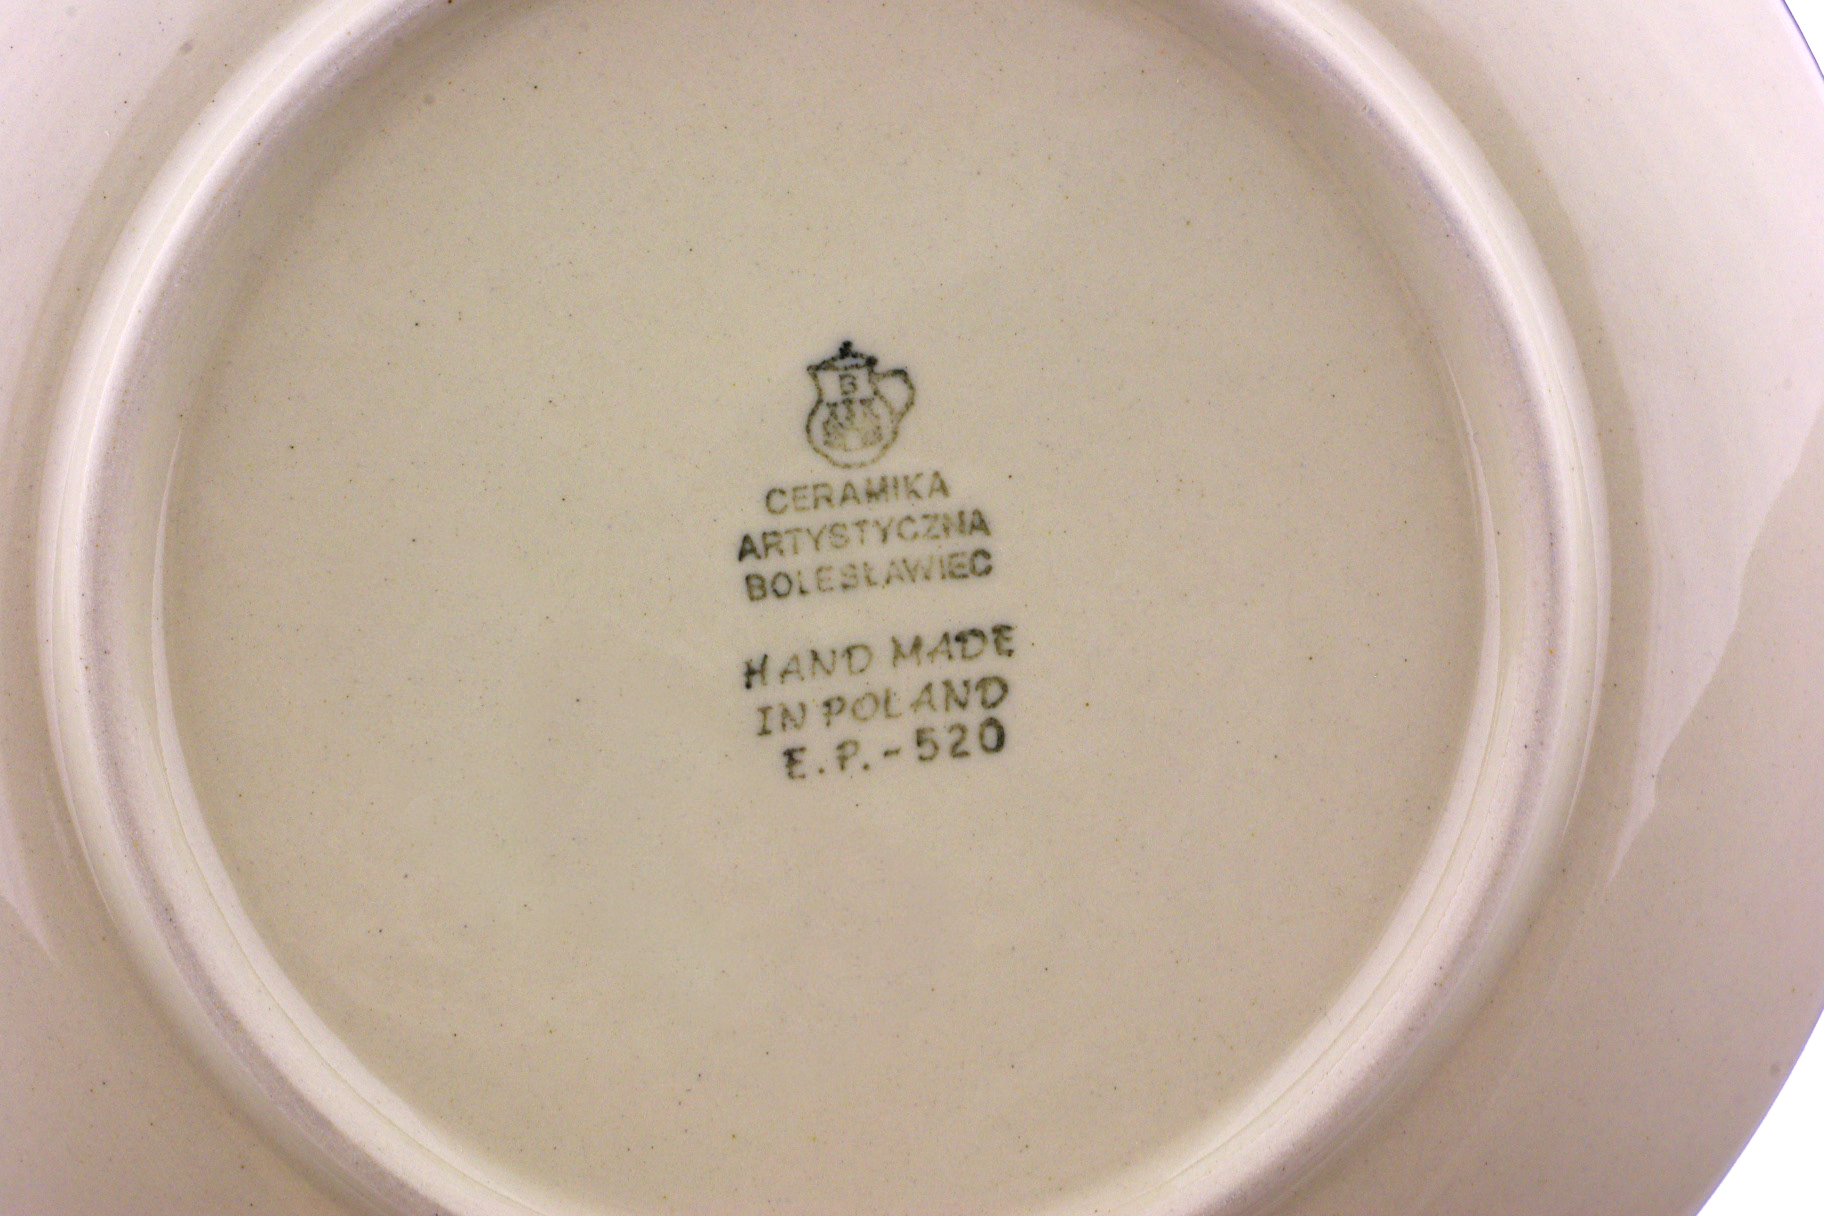 B
CERAMIKA
ARTYSTYCZNA
BOLESŁAWIEC
HAND MADE
IN POLAND
E.P.-520